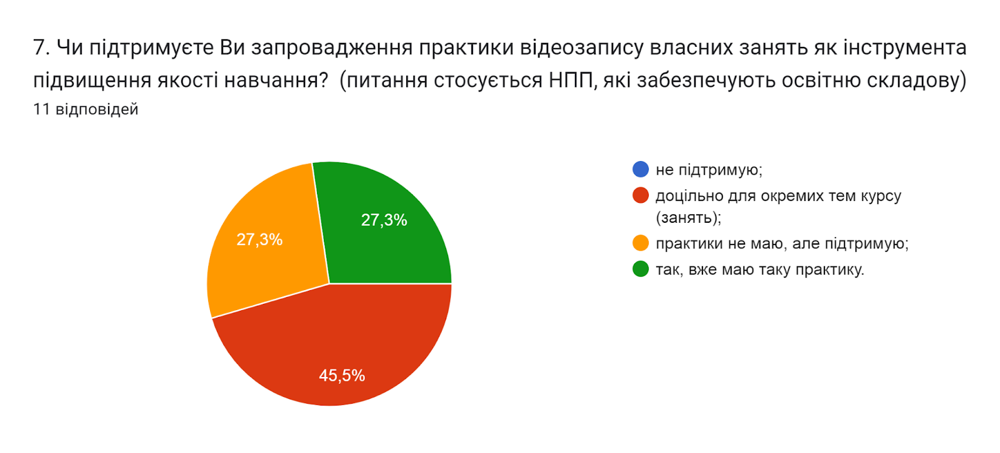 7. Чи підтримуєте Ви запровадження практики відеозапису власних занять як інструмента
підвищення якості навчання?  (питання стосується НПП, які забезпечують освітню складову)
11 відповідей
27,3%
27,3%
45,5%
не підтримую;
доцільно для окремих тем курсу
(занять);
практики не маю, але підтримую;
так, вже маю таку практику.